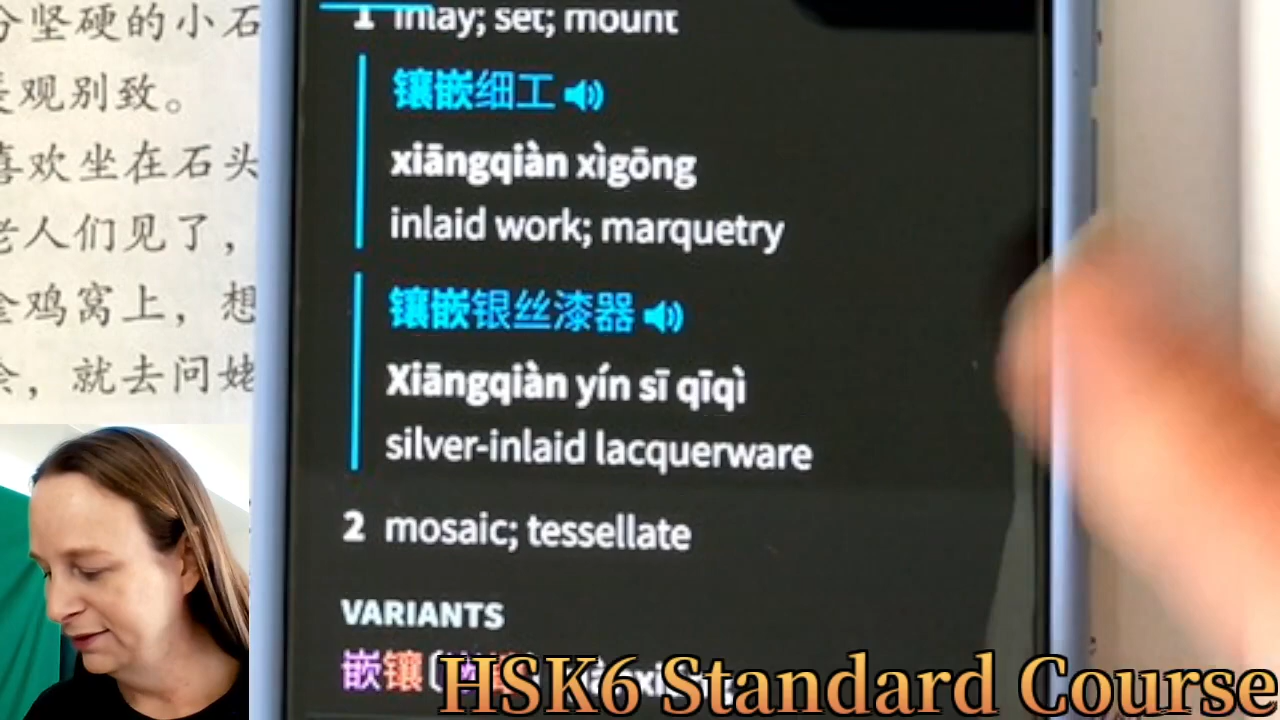 分坚硬的小石
观别致。
喜欢坐在石头
老人们见了，
金鸡窝上，想
，就去问姥
1 inlay; set; mount
镶嵌细工
xiāngqiàn xìgōng
inlaid work; marquetry
镶嵌银丝漆器
Xiāngqiàn yín sī qīqì
silver-inlaid lacquerware
2 mosaic; tessellate
VARIANTS
嵌镶
HSK6 Standard Course